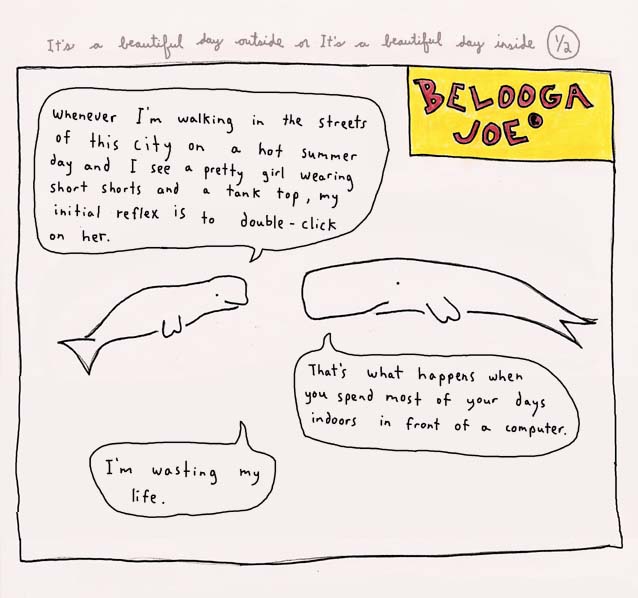 It's a beautiful day outside or It's a beautiful day inside 1/2
BELOOGA
JOE
Whenever I'm walking in the streets
of this city on a hot summer
day and I see a pretty girl wearing
short shorts and a tank top, my
initial reflex is to double-click
on her.
That's what happens when
you spend most of your days
indoors in front of a computer.
I'm wasting my
life.